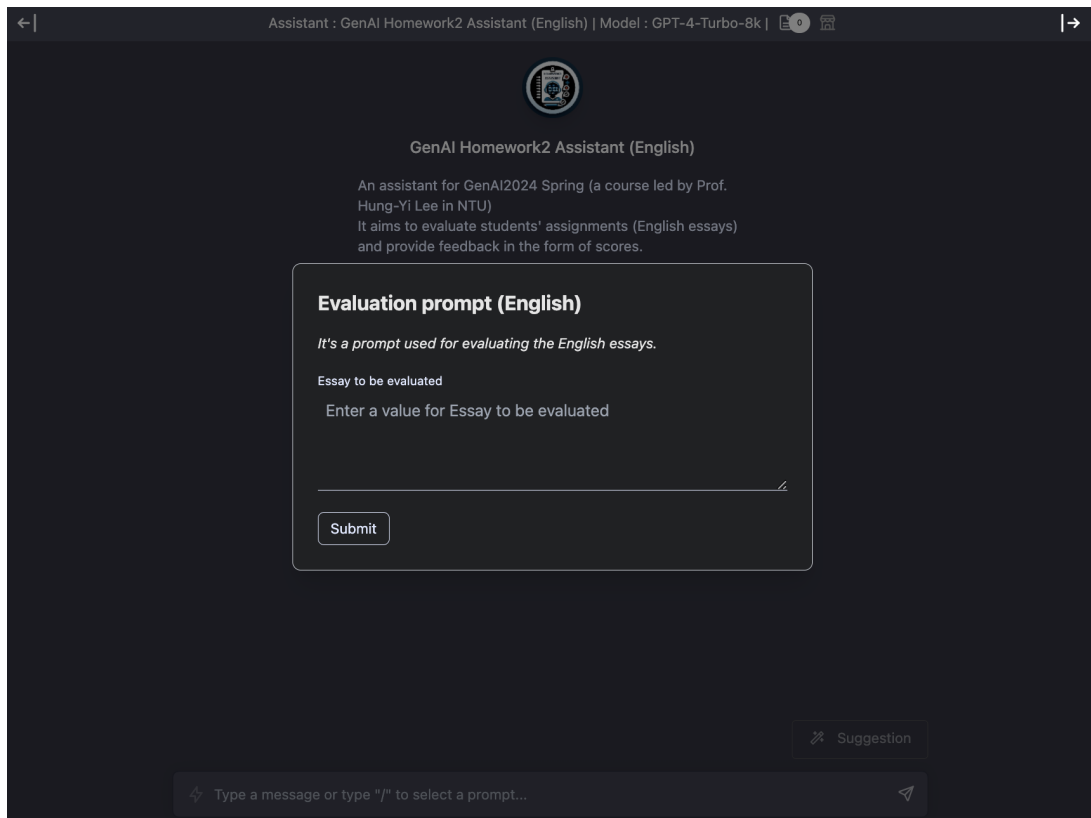 Assistant : GenAI Homework2 Assistant (English) | Model : GPT-4-Turbo-8k | 0
GenAI Homework2 Assistant (English)
An assistant for GenAI2024 Spring (a course led by Prof.
Hung-Yi Lee in NTU)
It aims to evaluate students' assignments (English essays)
and provide feedback in the form of scores.
Evaluation prompt (English)
It's a prompt used for evaluating the English essays.
Essay to be evaluated
Enter a value for Essay to be evaluated
Submit
Suggestion
Type a message or type "/" to select a prompt...